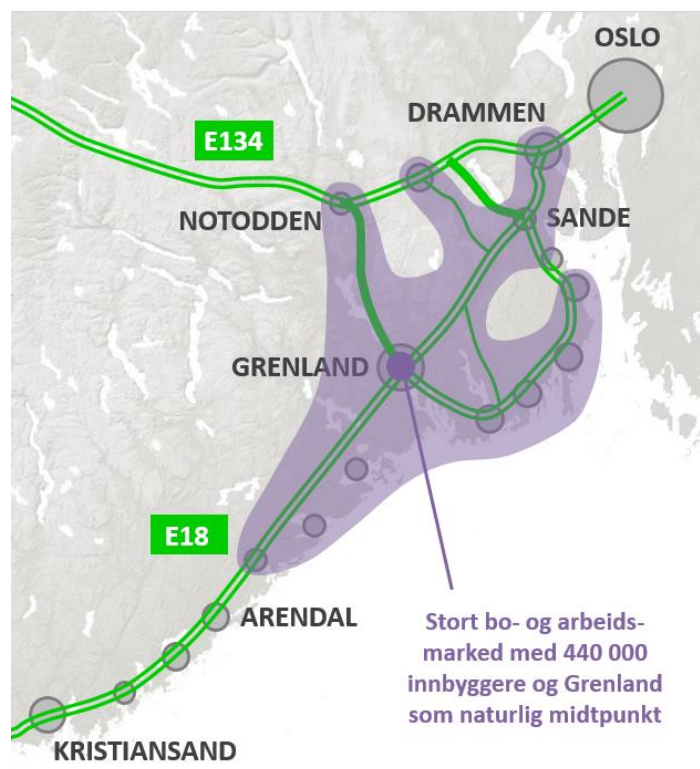 OSLO
DRAMMEN
E134
NOTODDEN
SANDE
GRENLAND
E18
ARENDAL
Stort bo- og arbeids-
marked med 440 000
innbyggere og Grenland
som naturlig midtpunkt
KRISTIANSAND